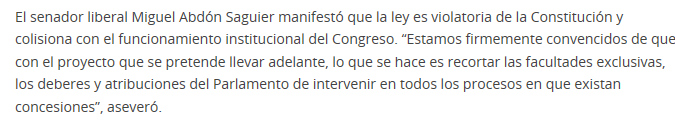 El senador liberal Miguel Abdón Saguier manifestó que la ley es violatoria de la Constitución y
colisiona con el funcionamiento institucional del Congreso. “Estamos firmemente convencidos de que
con el proyecto que se pretende llevar adelante, lo que se hace es recortar las facultades exclusivas,
los deberes y atribuciones del Parlamento de intervenir en todos los procesos en que existan
concesiones”, aseveró.